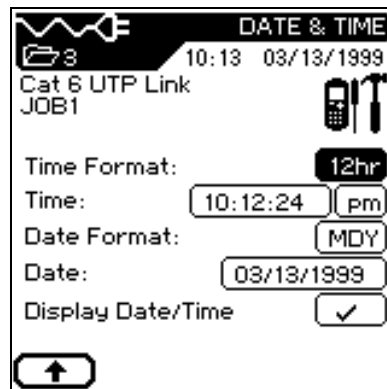 DATE & TIME
3 10:13 03/13/1999
Cat 6 UTP Link
JOB1
Time Format: 12hr
Time: 10:12:24 pm
Date Format: MDY
Date: 03/13/1999
Display Date/Time